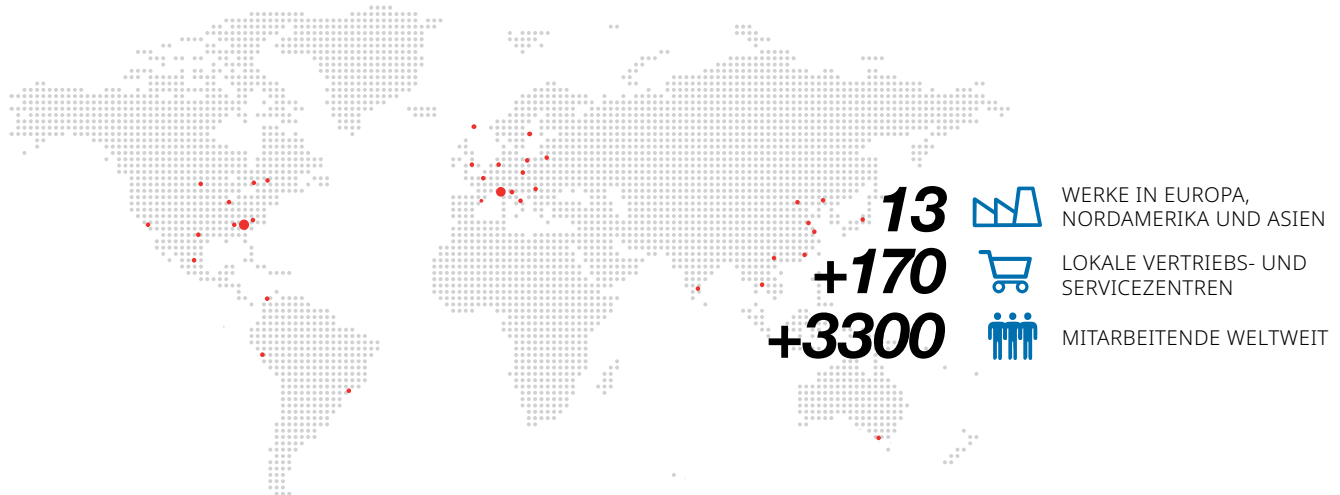 13
WERKE IN EUROPA,
NORDAMERIKA UND ASIEN
+170
LOKALE VERTRIEBS- UND
SERVICEZENTREN
+3300
MITARBEITENDE WELTWEIT